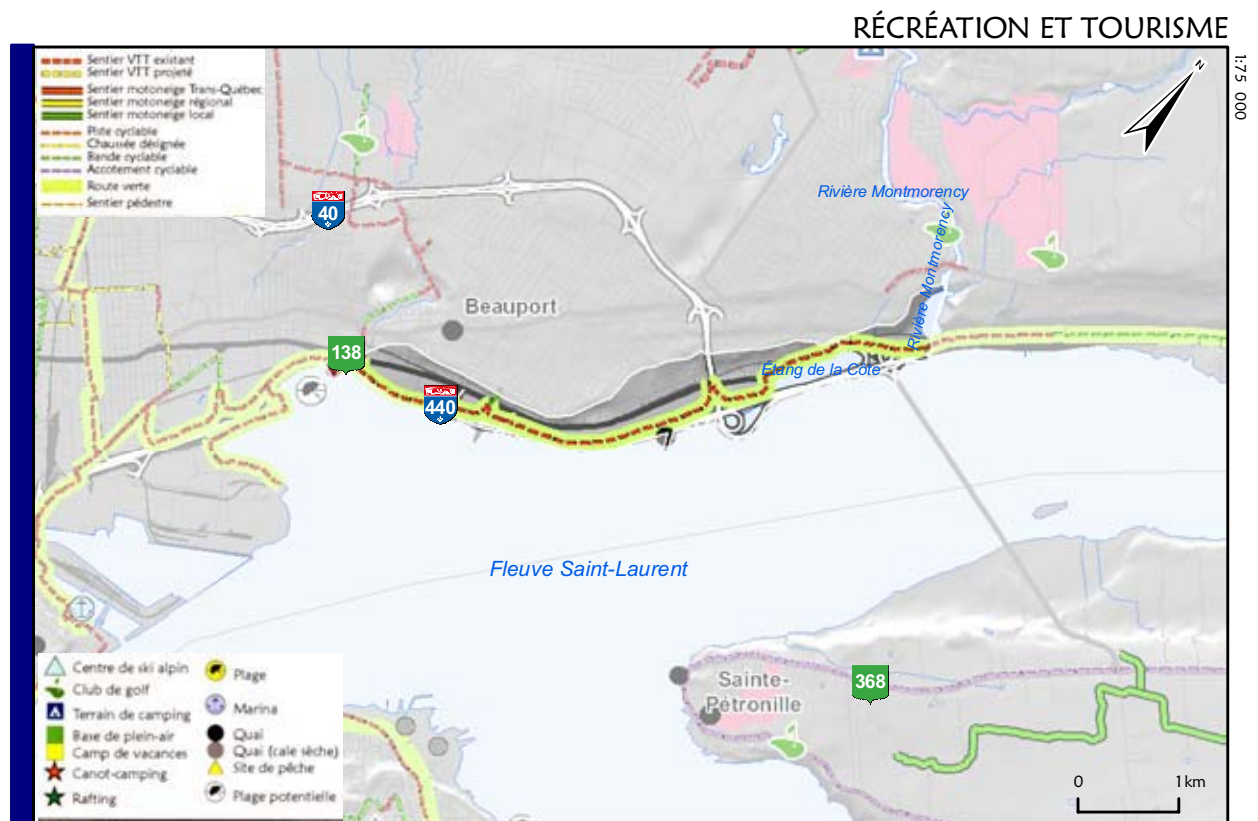 RÉCRÉATION ET TOURISME
1:75 000
Sentier VTT existant
Sentier VTT projeté
Sentier motoneige Trans-Québec
Sentier motoneige régional
Sentier motoneige local
Piste cyclable
Chaussée désignée
Bande cyclable
Accotement cyclable
Route verte
Sentier pédestre
N
40
Rivière Montmorency
Rivière Montmorency
Beauport
138
440
Étang de la Côte
Fleuve Saint-Laurent
Sainte-
Pétronille
368
Centre de ski alpin
Club de golf
Terrain de camping
Base de plein-air
Camp de vacances
Canot-camping
Rafting
Plage
Marina
Quai
Quai (cale sèche)
Site de pêche
Plage potentielle
0 1 km